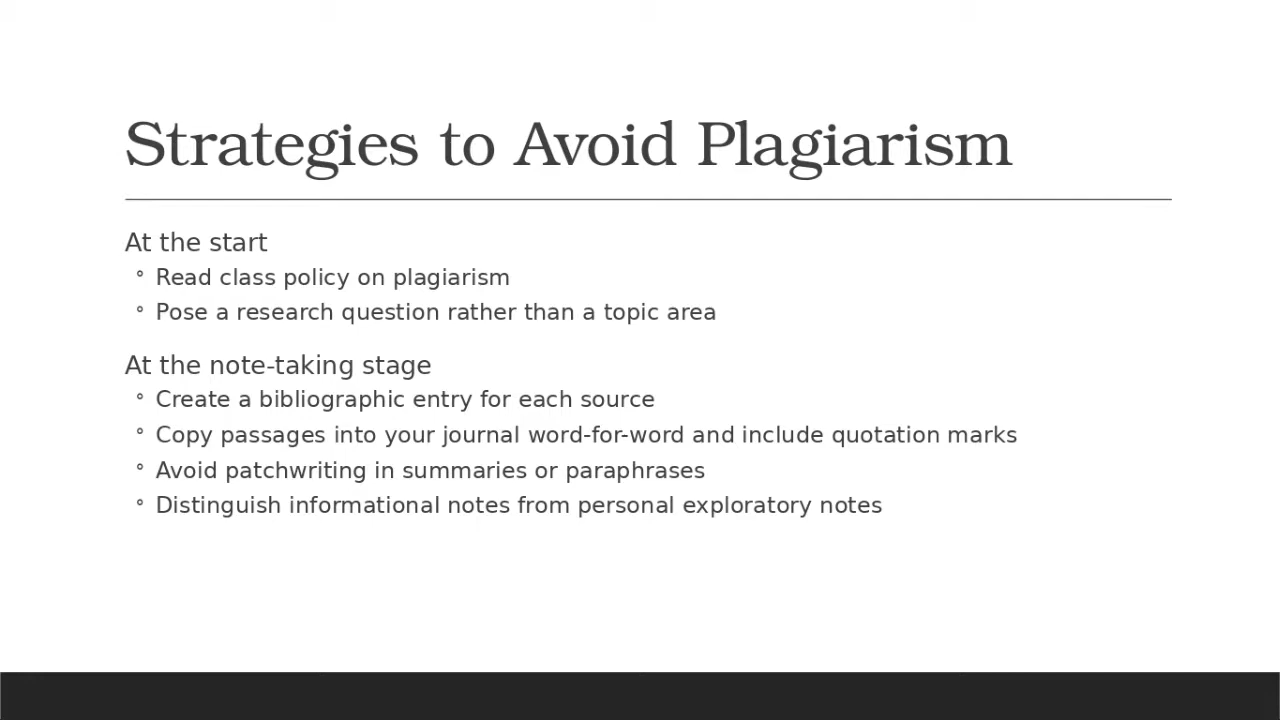 Strategies to Avoid Plagiarism
At the start
° Read class policy on plagiarism
° Pose a research question rather than a topic area
At the note-taking stage
° Create a bibliographic entry for each source
° Copy passages into your journal word-for-word and include quotation marks
° Avoid patchwriting in summaries or paraphrases
° Distinguish informational notes from personal exploratory notes